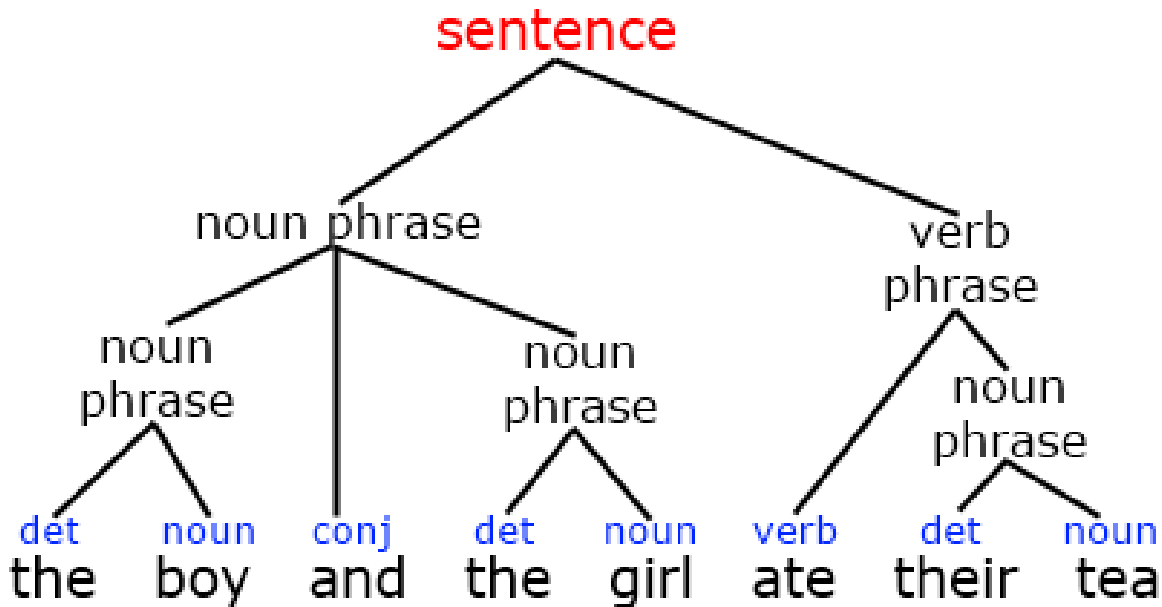 sentence
noun phrase
verb
phrase
noun
phrase
noun
phrase
noun
phrase
det noun conj det noun verb det noun
the boy and the girl ate their tea